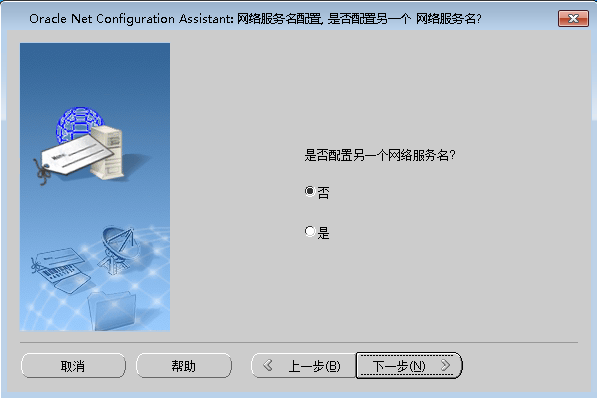 Oracle Net Configuration Assistant: 网络服务名配置, 是否配置另一个 网络服务名?
是否配置另一个网络服务名?
否
是
取消
帮助
上一步(B)
下一步(N)